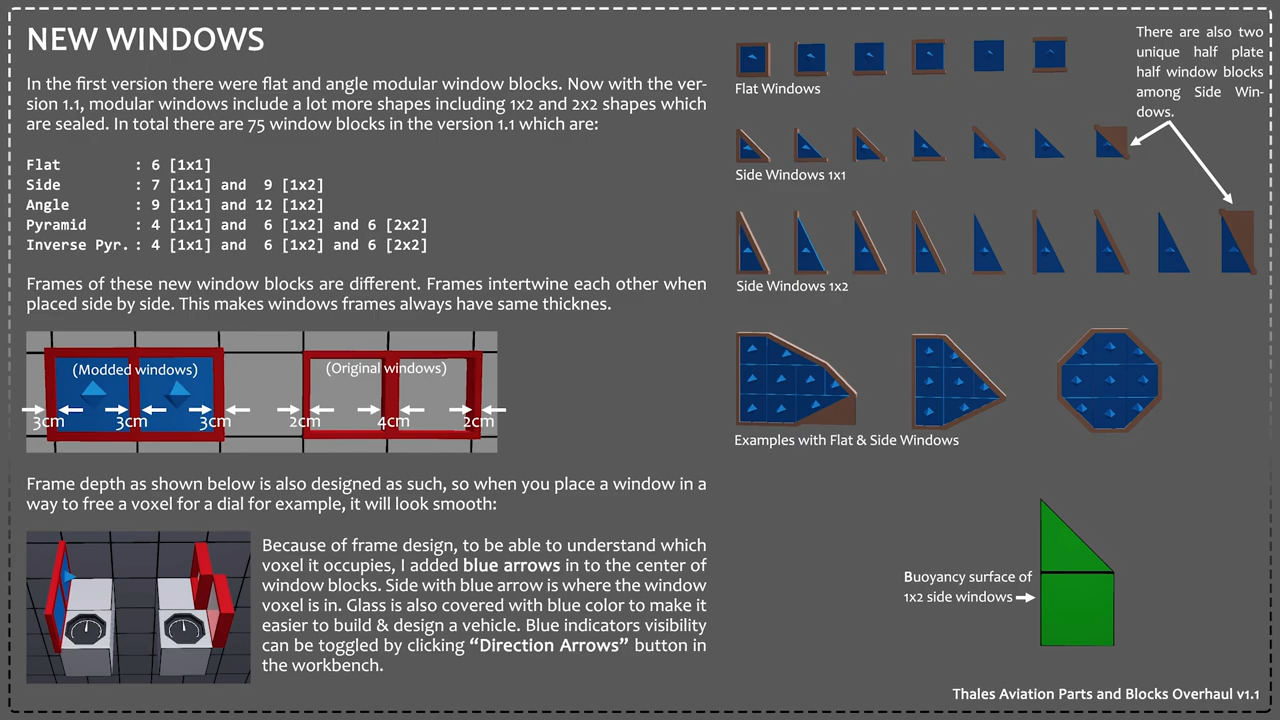 NEW WINDOWS
In the first version there were flat and angle modular window blocks. Now with the ver-
sion 1.1, modular windows include a lot more shapes including 1x2 and 2x2 shapes which
are sealed. In total there are 75 window blocks in the version 1.1 which are:
Flat : 6 [1x1]
Side : 7 [1x1] and 9 [1x2]
Angle : 9 [1x1] and 12 [1x2]
Pyramid : 4 [1x1] and 6 [1x2] and 6 [2x2]
Inverse Pyr. : 4 [1x1] and 6 [1x2] and 6 [2x2]
Frames of these new window blocks are different. Frames intertwine each other when
placed side by side. This makes windows frames always have same thicknes.
(Modded windows)
3cm 3cm 3cm
(Original windows)
2cm 4cm 2cm
Frame depth as shown below is also designed as such, so when you place a window in a
way to free a voxel for a dial for example, it will look smooth:
Because of frame design, to be able to understand which
voxel it occupies, I added blue arrows in to the center of
window blocks. Side with blue arrow is where the window
voxel is in. Glass is also covered with blue color to make it
easier to build & design a vehicle. Blue indicators visibility
can be toggled by clicking “Direction Arrows” button in
the workbench.
Flat Windows
There are also two
unique half plate
half window blocks
among Side Win-
dows.
Side Windows 1x1
Side Windows 1x2
Examples with Flat & Side Windows
Buoyancy surface of
1x2 side windows
Thales Aviation Parts and Blocks Overhaul v1.1